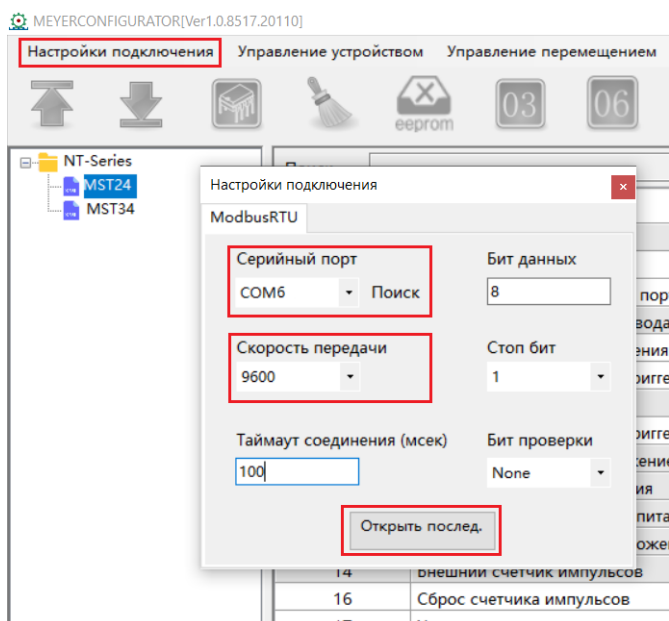 MEYERCONFIGURATOR[Ver1.0.8517.20110]
Настройки подключения Управление устройством Управление перемещением
eeprom 03 06
NT-Series
MST24
MST34
Настройки подключения
ModbusRTU
Серийный порт Бит данных
COM6 Поиск 8
Скорость передачи Стоп бит
9600 1
Таймаут соединения (мсек) Бит проверки
100 None
Открыть послед.
14 Внешний счетчик импульсов
16 Сброс счетчика импульсов